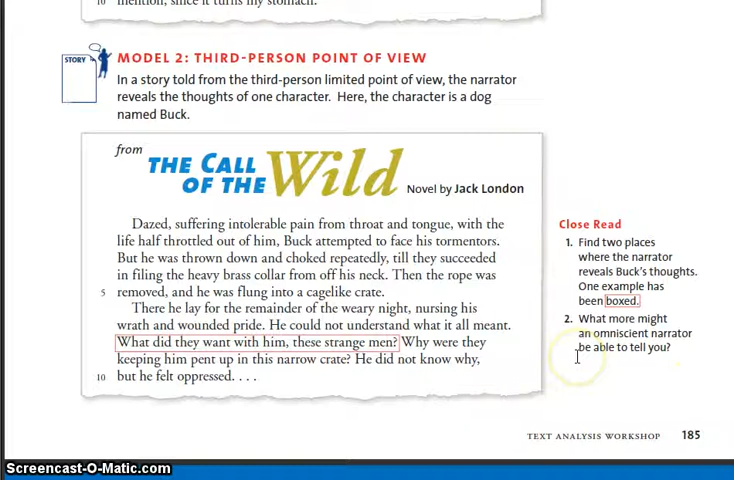 10 mention, since it turns my stomach.
STORY
MODEL 2: THIRD-PERSON POINT OF VIEW
In a story told from the third-person limited point of view, the narrator
reveals the thoughts of one character. Here, the character is a dog
named Buck.
from
THE CALL
OF THE Wild
Novel by Jack London
Dazed, suffering intolerable pain from throat and tongue, with the
life half throttled out of him, Buck attempted to face his tormentors.
But he was thrown down and choked repeatedly, till they succeeded
in filing the heavy brass collar from off his neck. Then the rope was
5 removed, and he was flung into a cagelike crate.
There he lay for the remainder of the weary night, nursing his
wrath and wounded pride. He could not understand what it all meant.
What did they want with him, these strange men? Why were they
keeping him pent up in this narrow crate? He did not know why,
10 but he felt oppressed. . . .
Close Read
1. Find two places
where the narrator
reveals Buck's thoughts.
One example has
been boxed.
2. What more might
an omniscient narrator
be able to tell you?
TEXT ANALYSIS WORKSHOP 185
Screencast-O-Matic.com